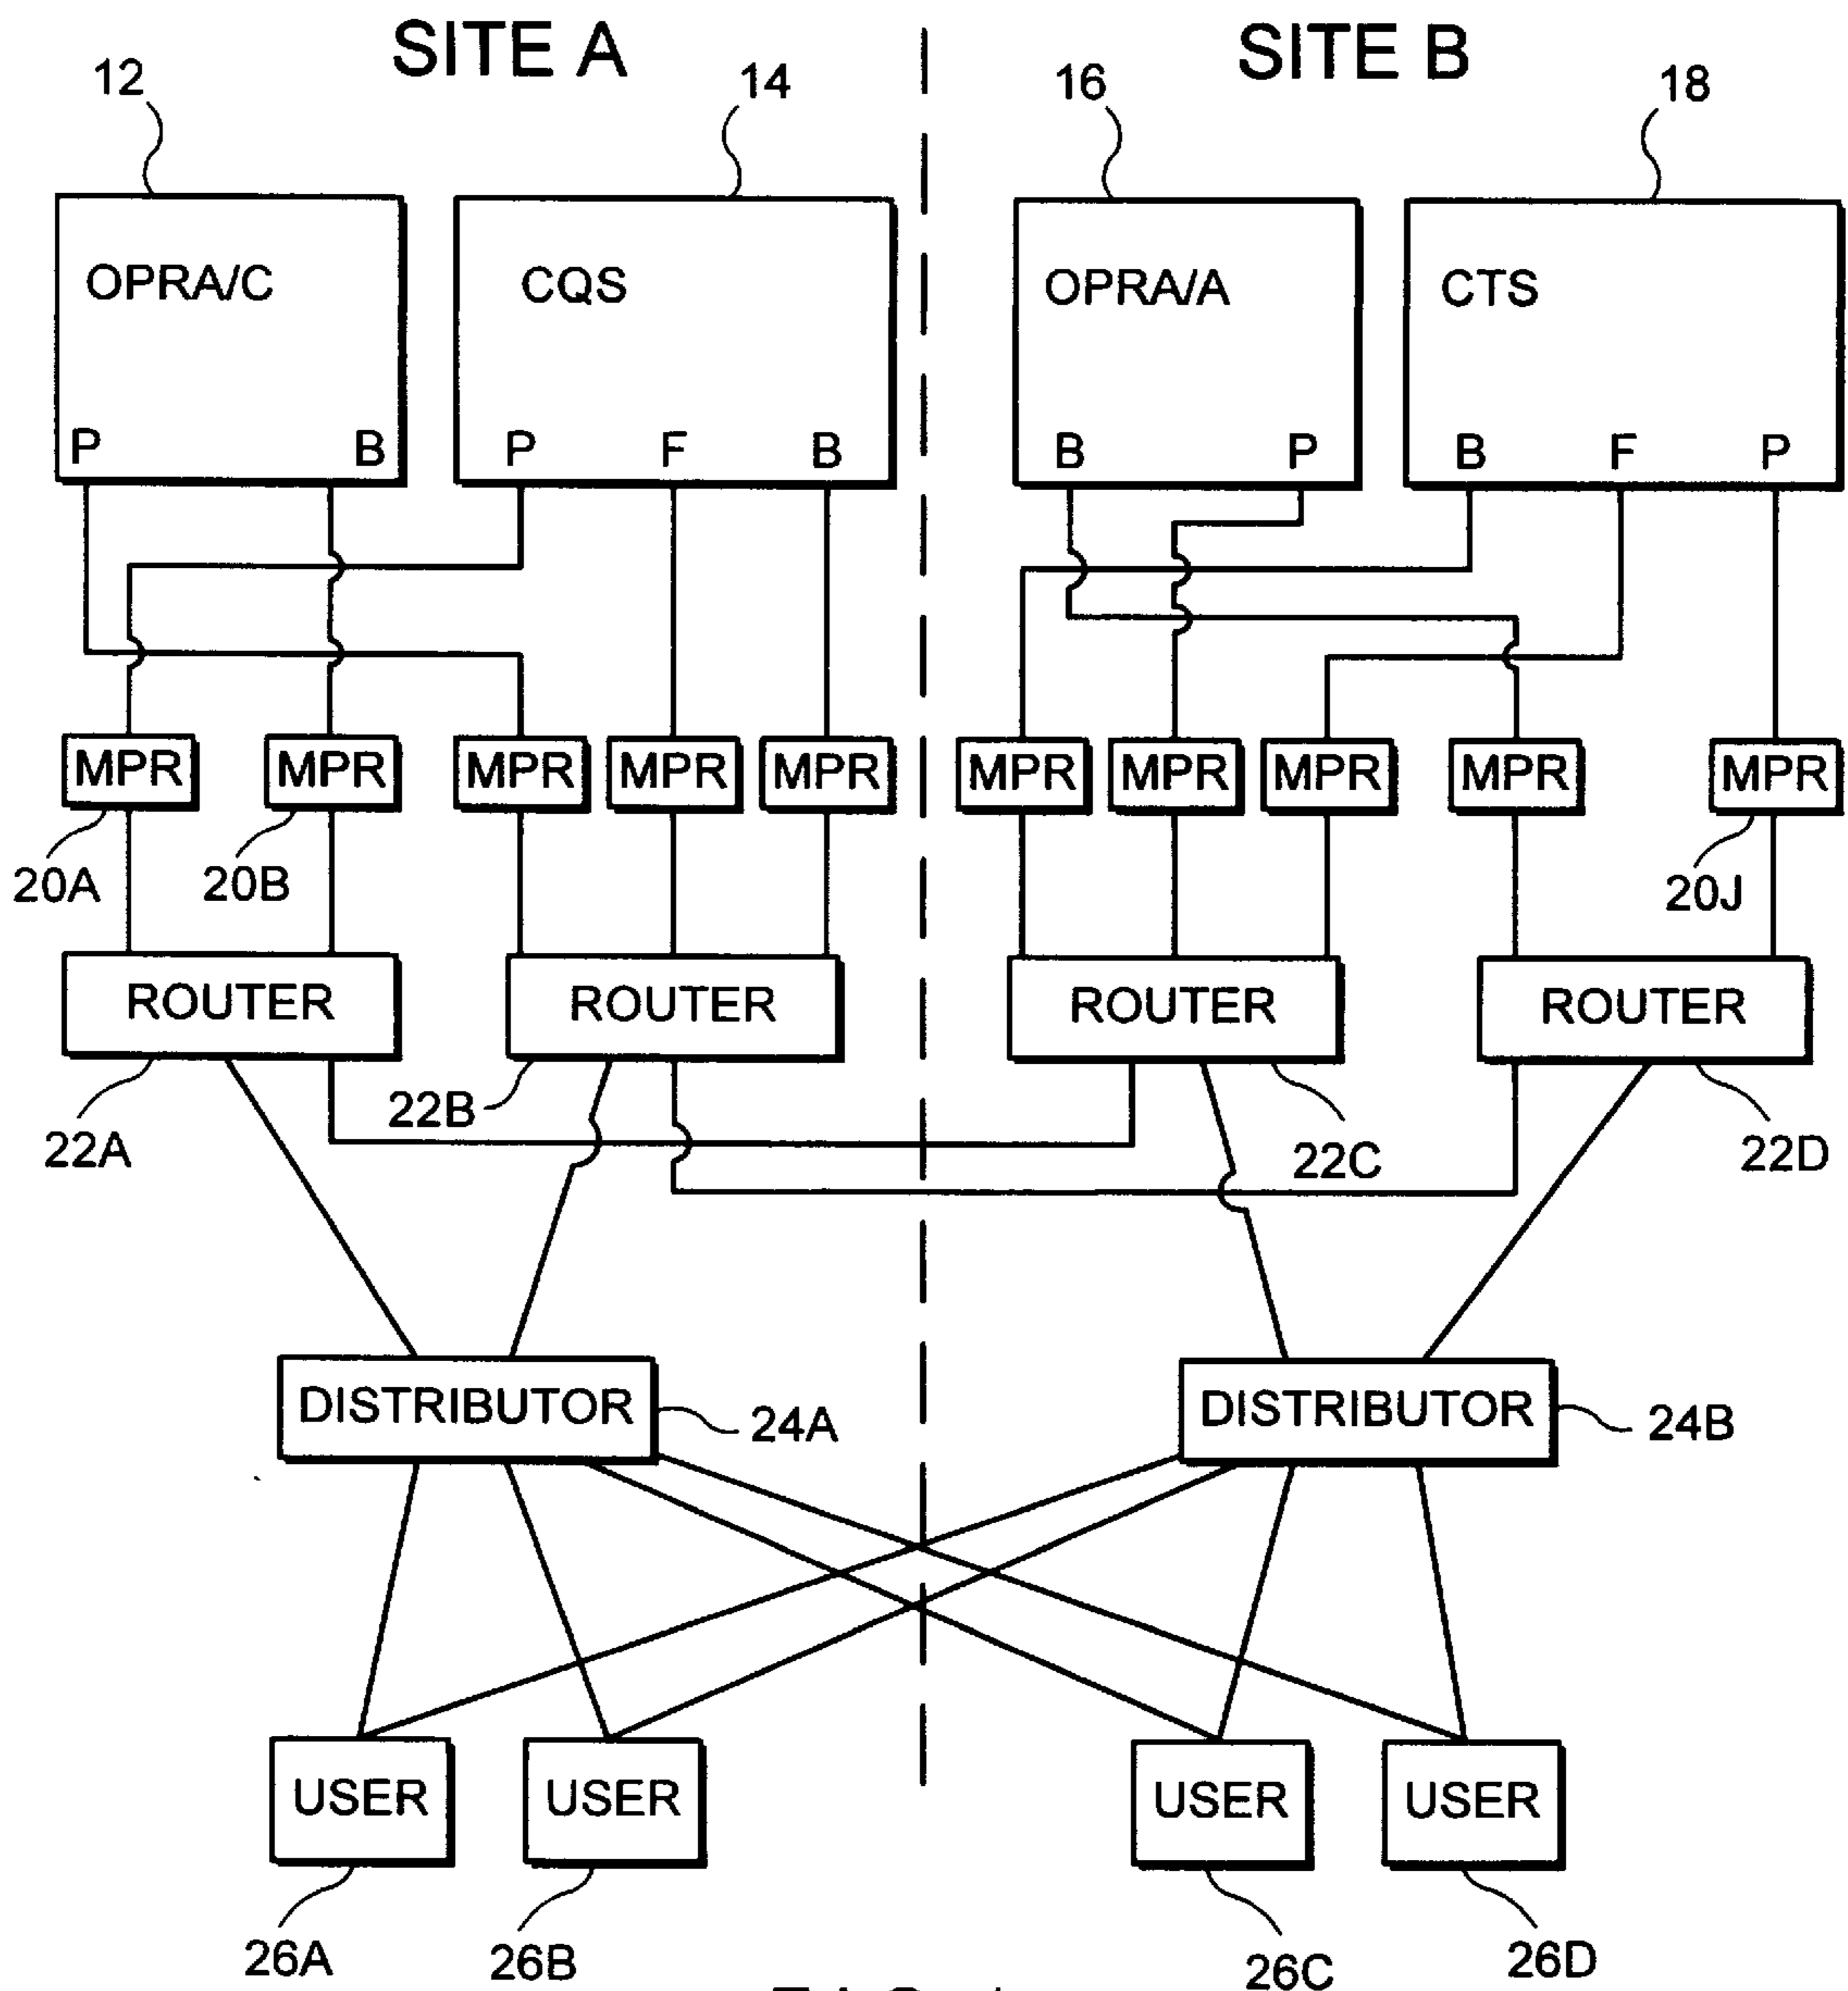 SITE A SITE B
12 14 16 18
OPRA/C CQS OPRA/A CTS
P B P F B B P B F P
MPR MPR MPR MPR MPR MPR MPR MPR MPR MPR
20A 20B 20J
ROUTER ROUTER ROUTER ROUTER
22A 22B 22C 22D
DISTRIBUTOR 24A DISTRIBUTOR 24B
USER USER USER USER
26A 26B 26C 26D